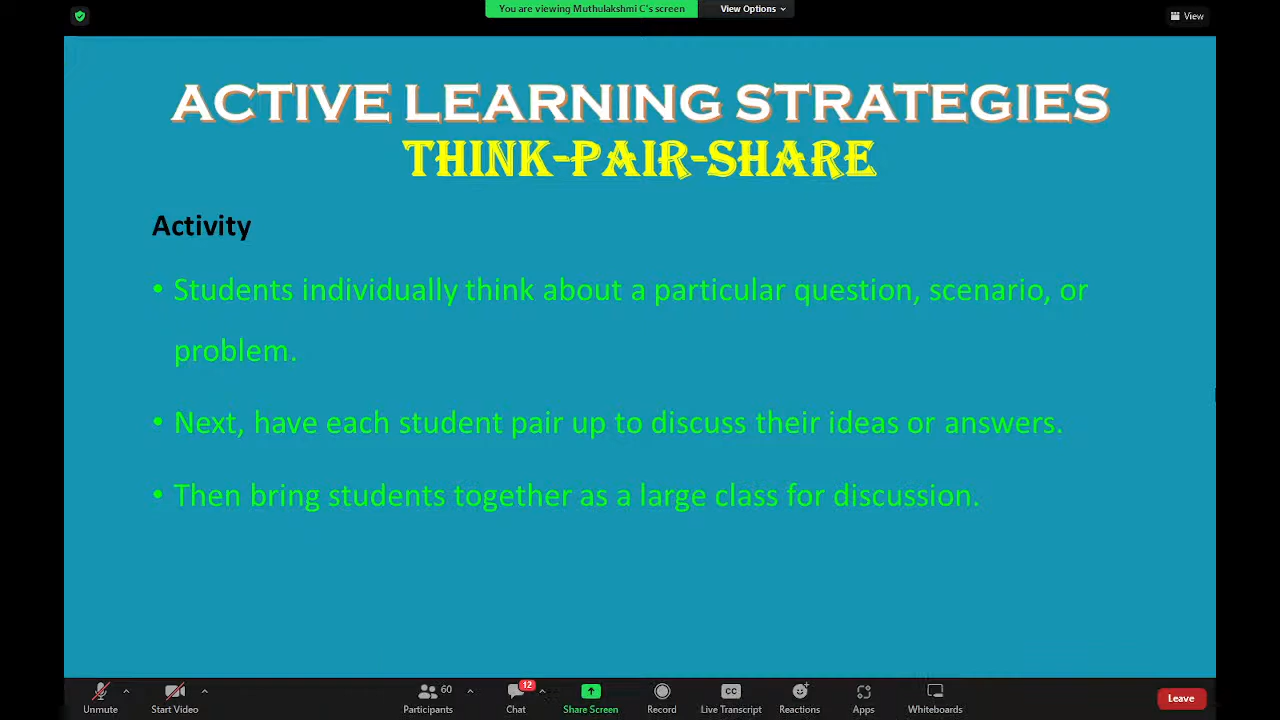 You are viewing Muthulakshmi C's screen
View Options
View
ACTIVE LEARNING STRATEGIES
THINK-PAIR-SHARE
Activity
• Students individually think about a particular question, scenario, or
problem.
• Next, have each student pair up to discuss their ideas or answers.
• Then bring students together as a large class for discussion.
60
12
CC
Unmute
Start Video
Participants
Chat
Share Screen
Record
Live Transcript
Reactions
Apps
Whiteboards
Leave